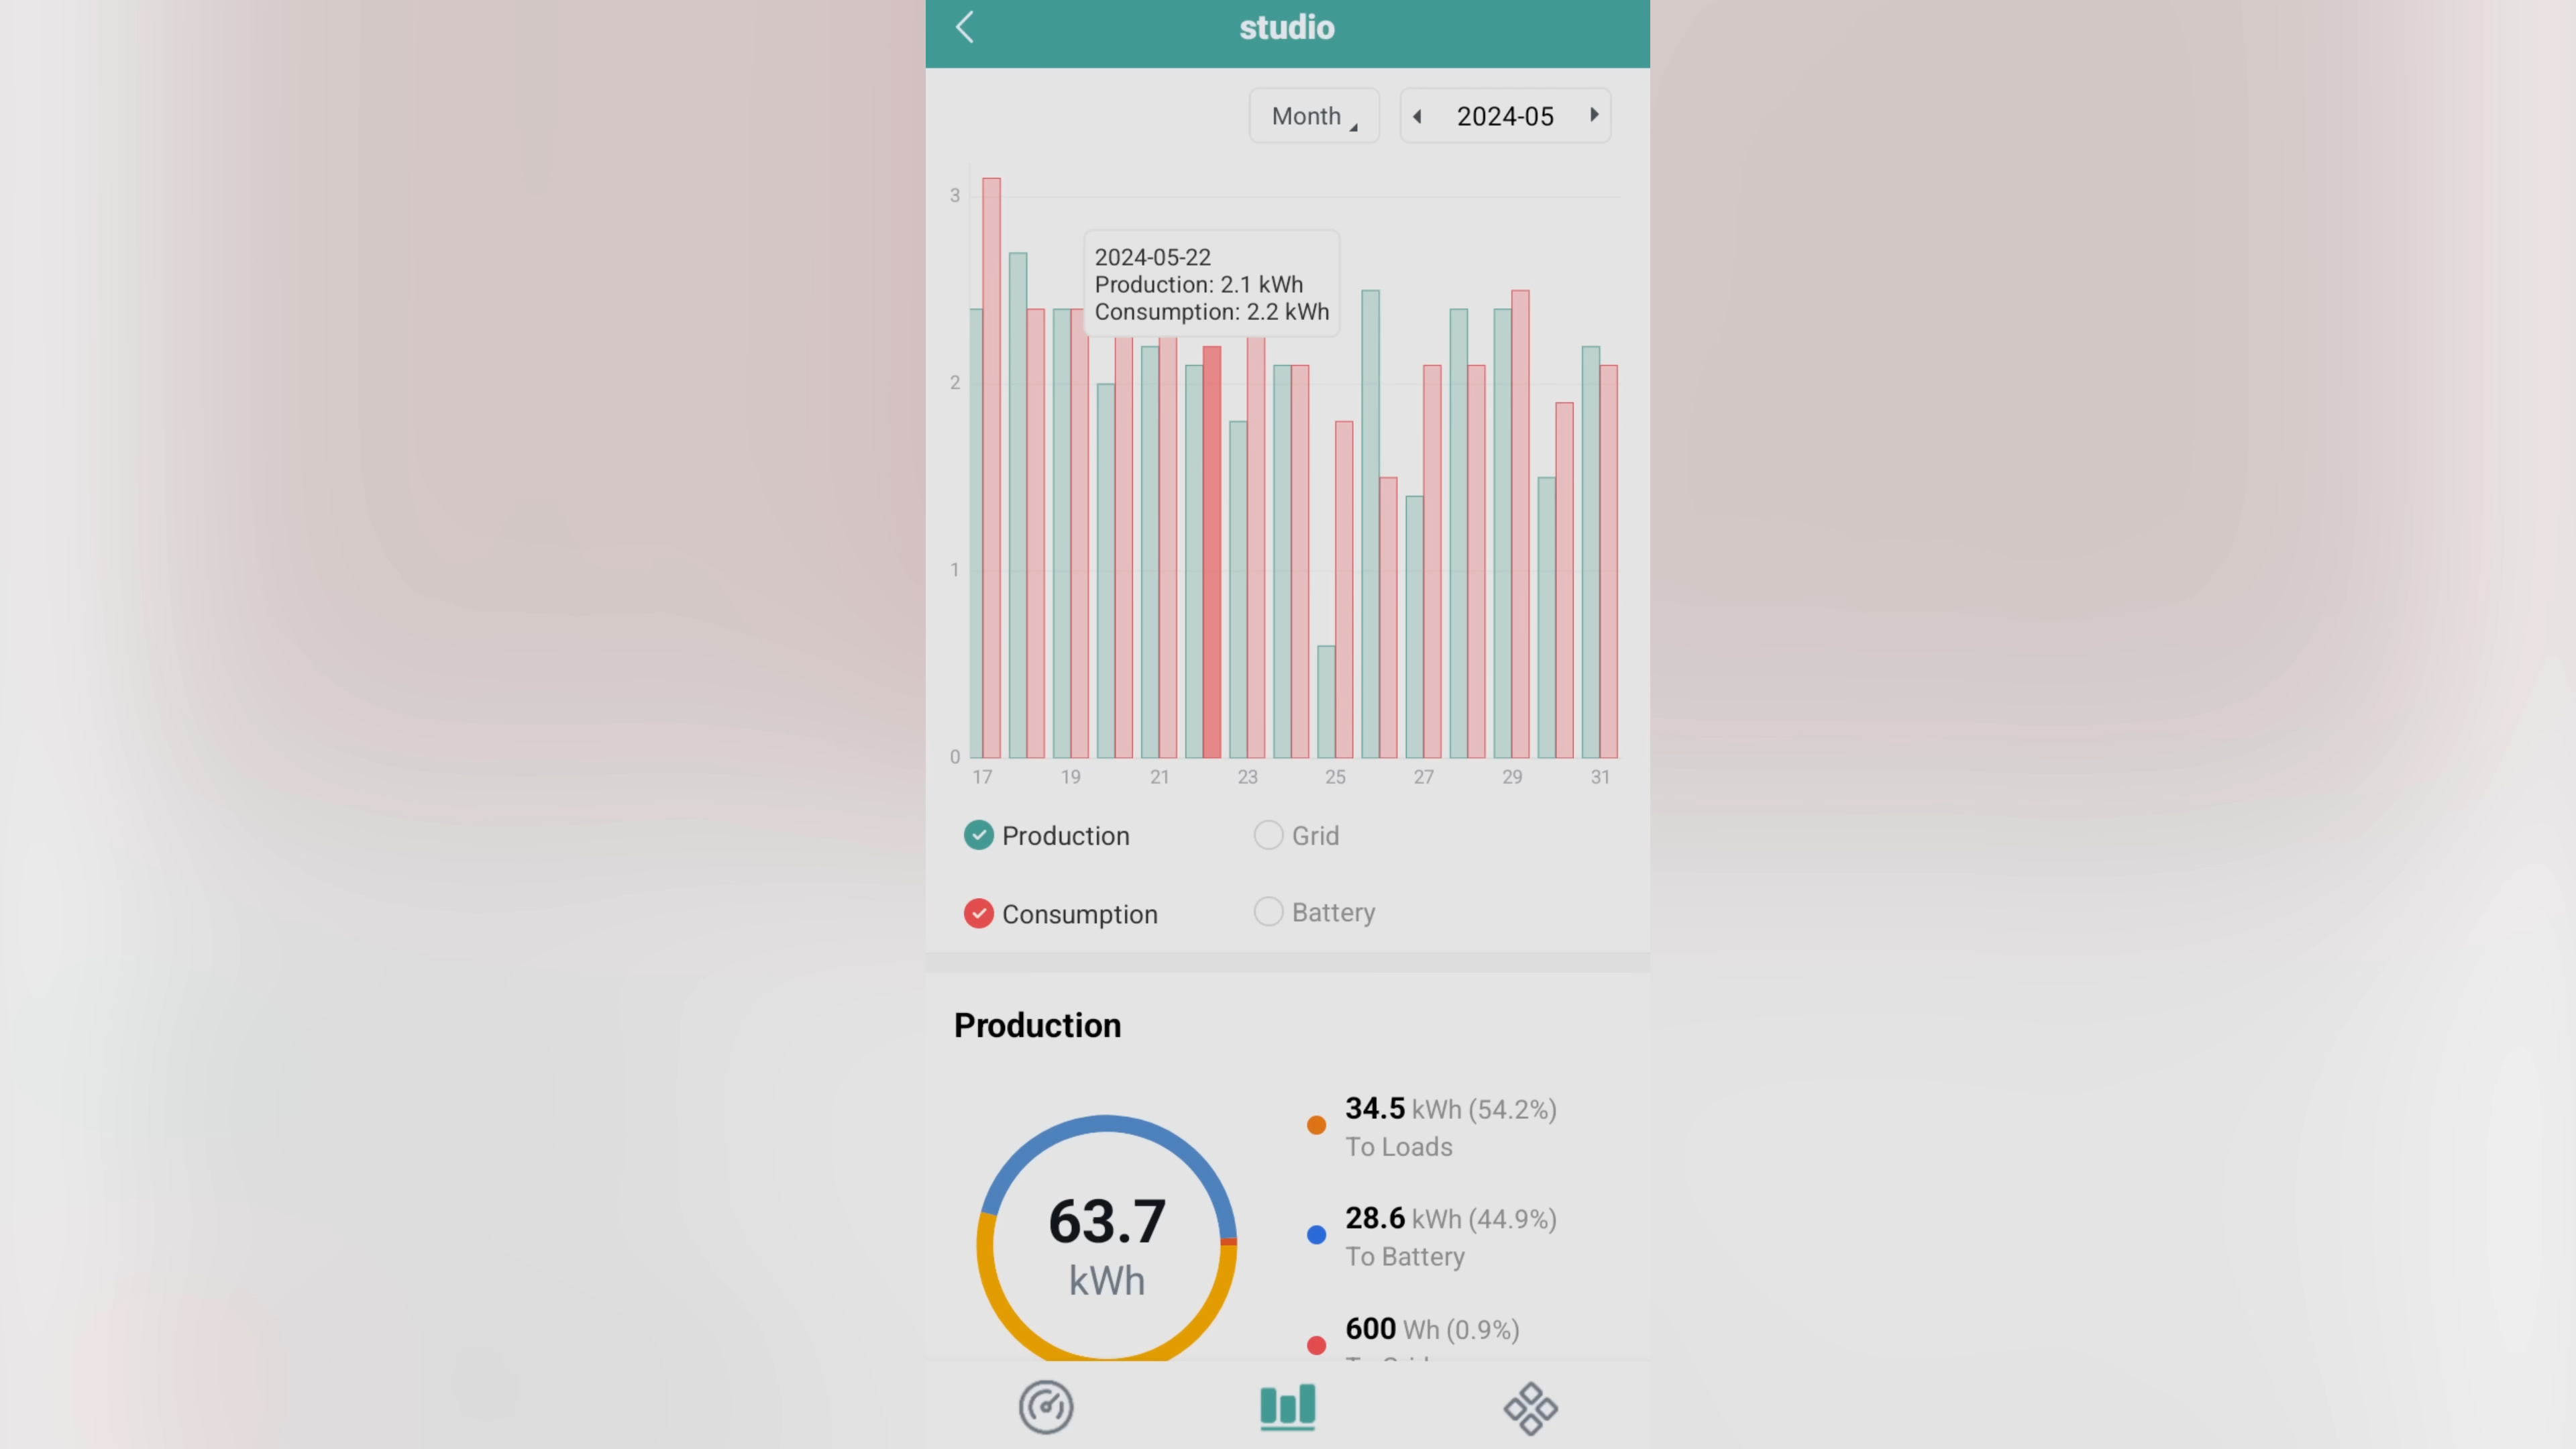 studio
Month
2024-05
3
2024-05-22
Production: 2.1 kWh
Consumption: 2.2 kWh
2
1
0
17 19 21 23 25 27 29 31
Production
Grid
Consumption
Battery
Production
63.7
kWh
34.5 kWh (54.2%)
To Loads
28.6 kWh (44.9%)
To Battery
600 Wh (0.9%)